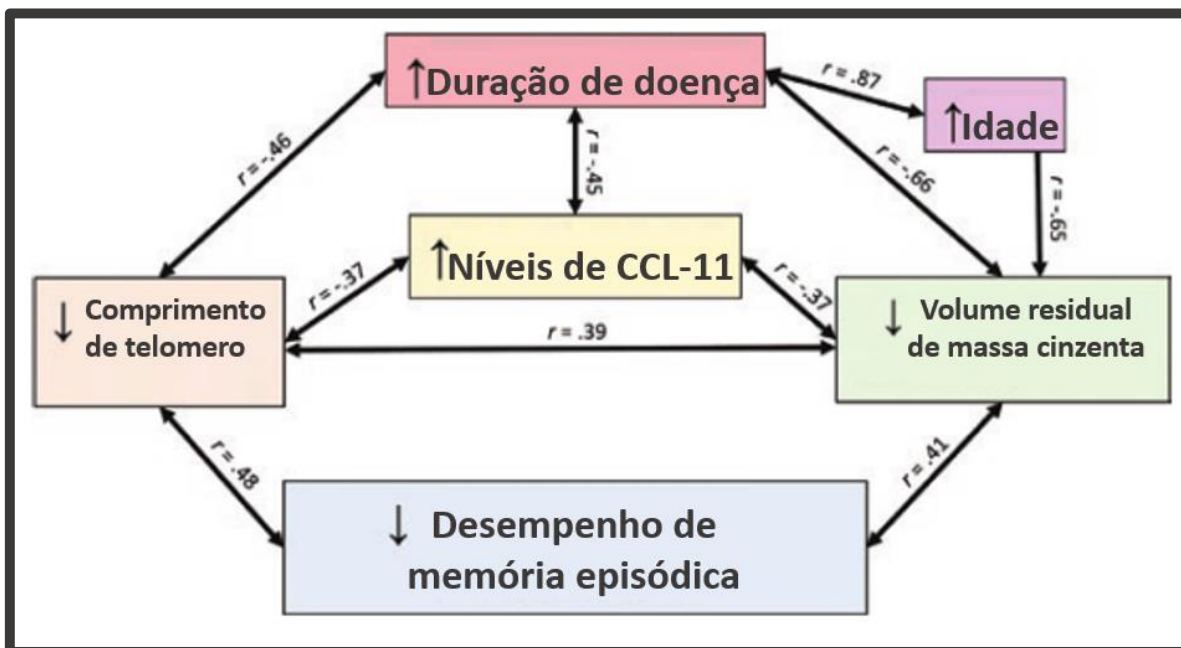 ↑Duração de doença
r = .87
↑Idade
r = -.46
r = -.45
r = -.66
r = -.65
↑Níveis de CCL-11
r = -.37
r = -.37
↓ Comprimento
de telomero
r = .39
↓ Volume residual
de massa cinzenta
r = .48
r = .41
↓ Desempenho de
memória episódica